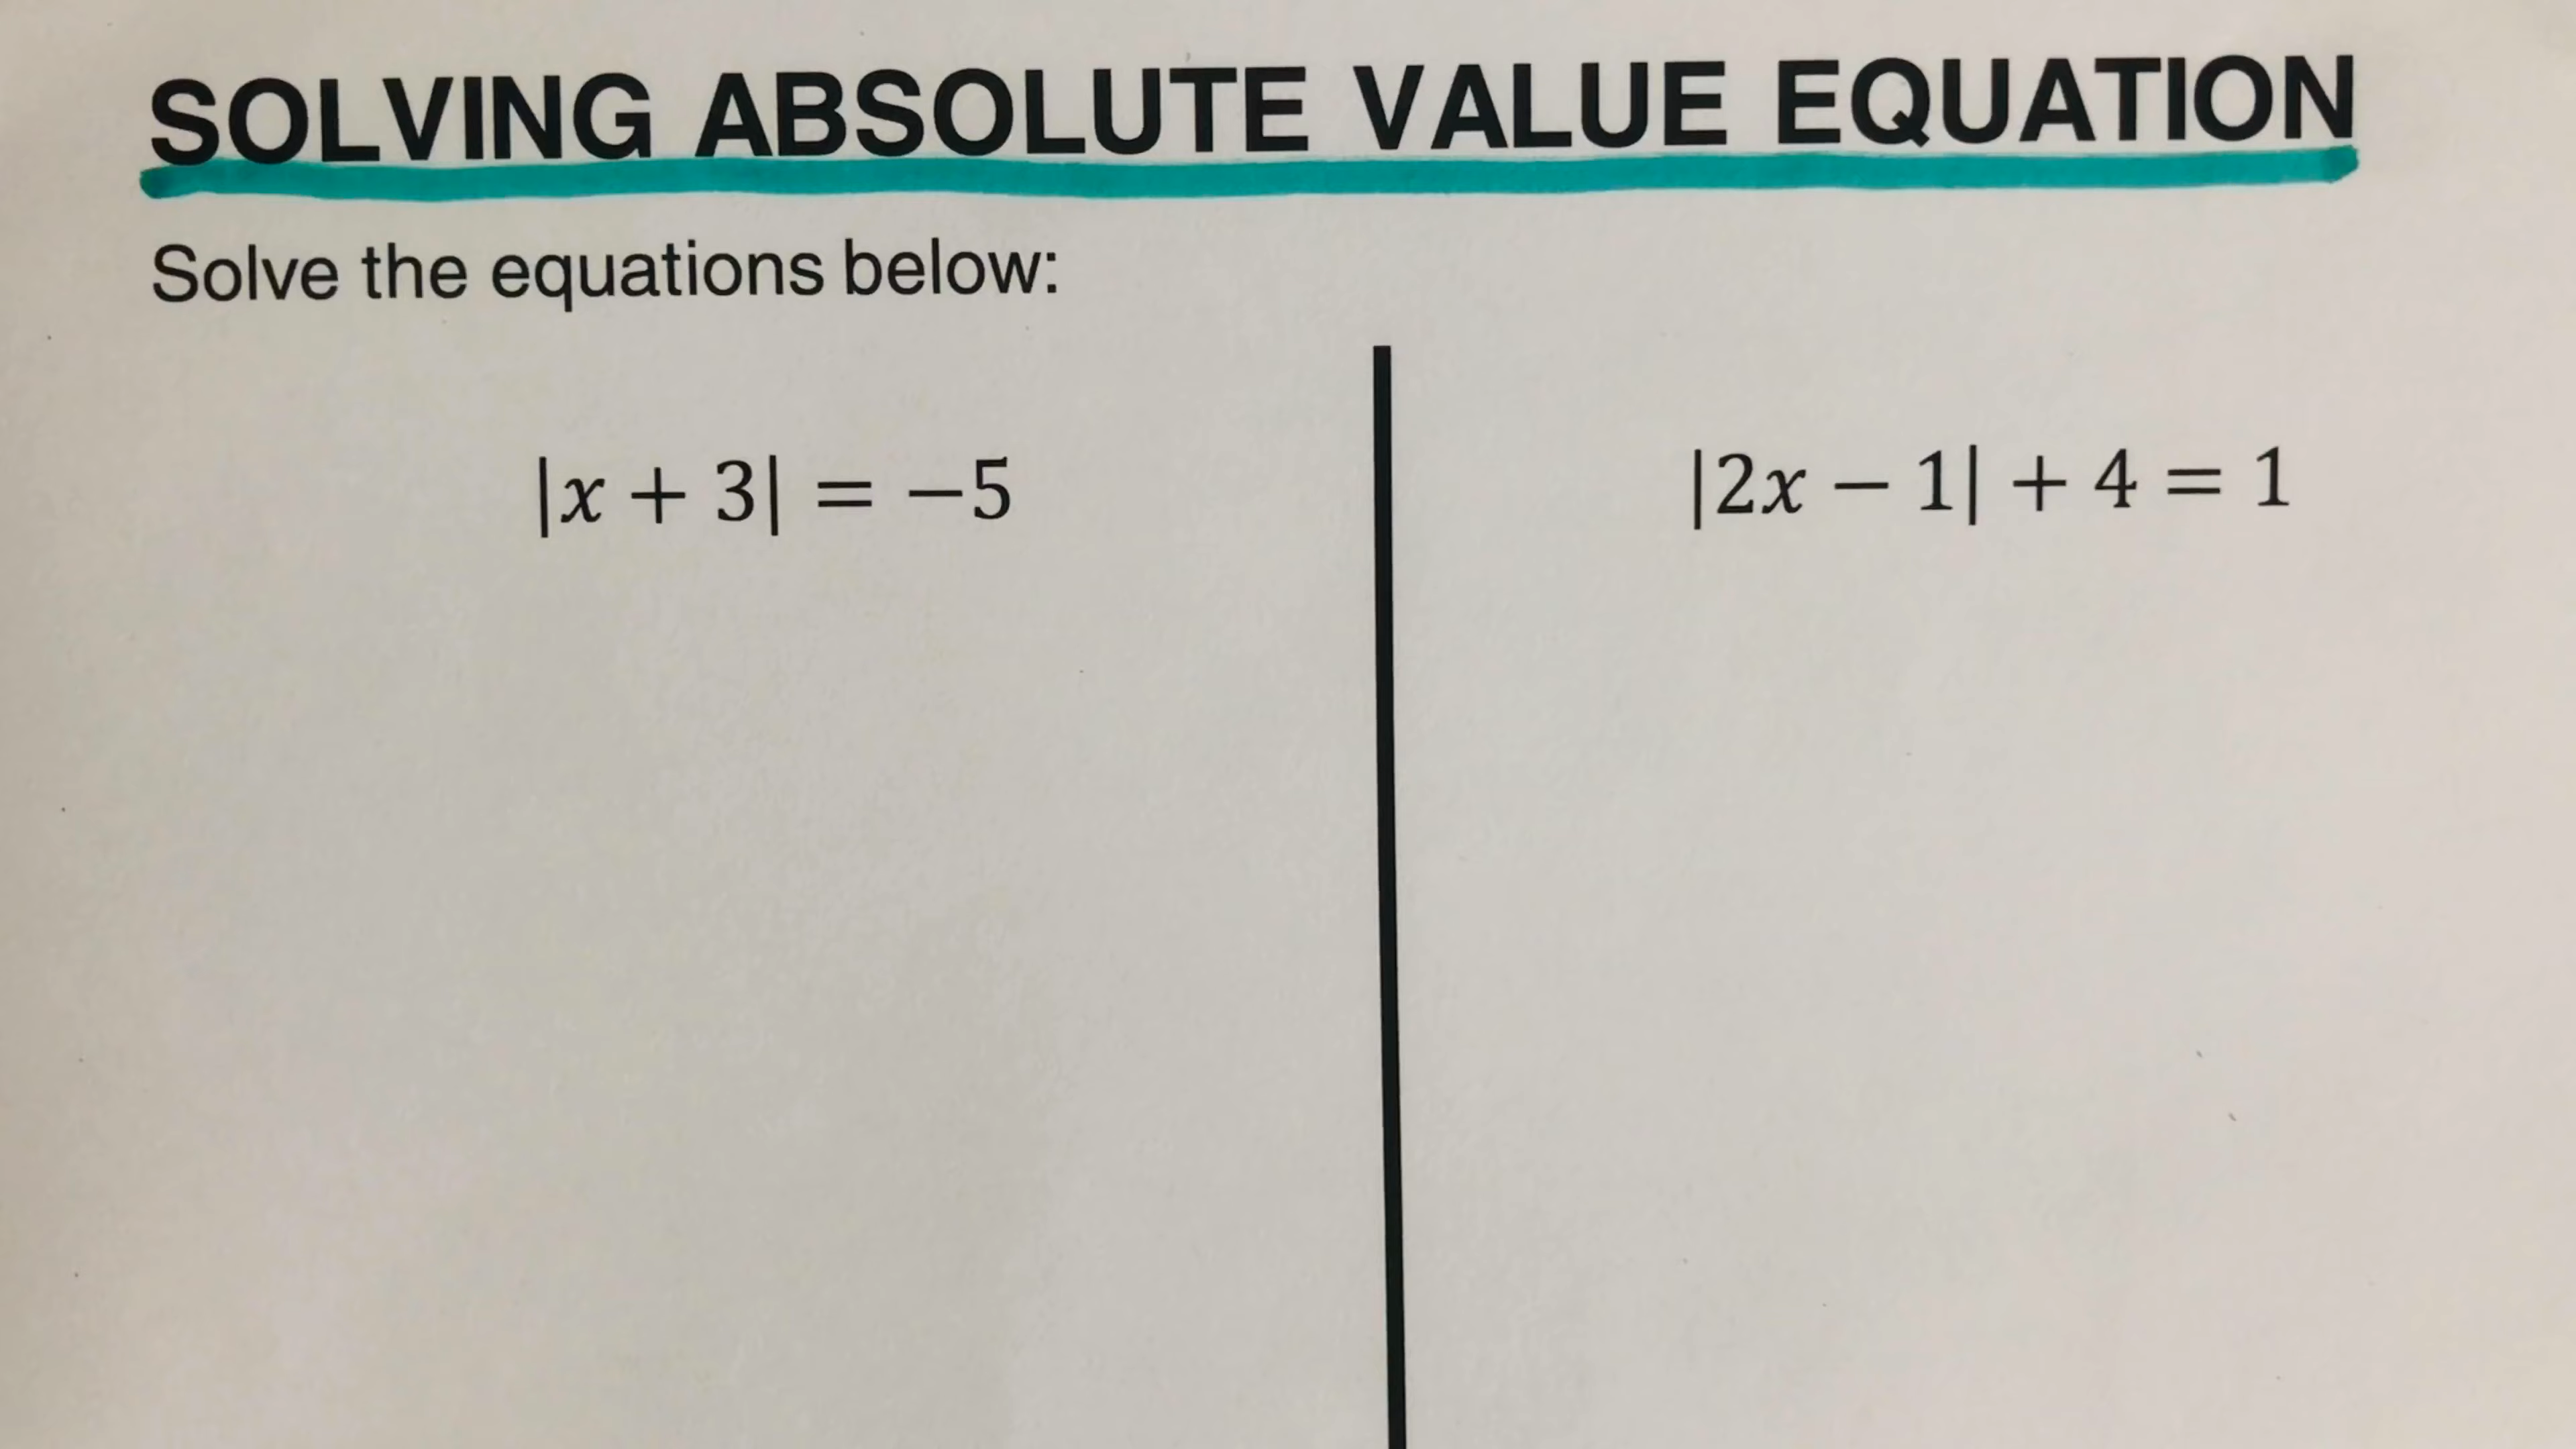 SOLVING ABSOLUTE VALUE EQUATION
Solve the equations below:
|x + 3| = −5
|2x − 1| + 4 = 1